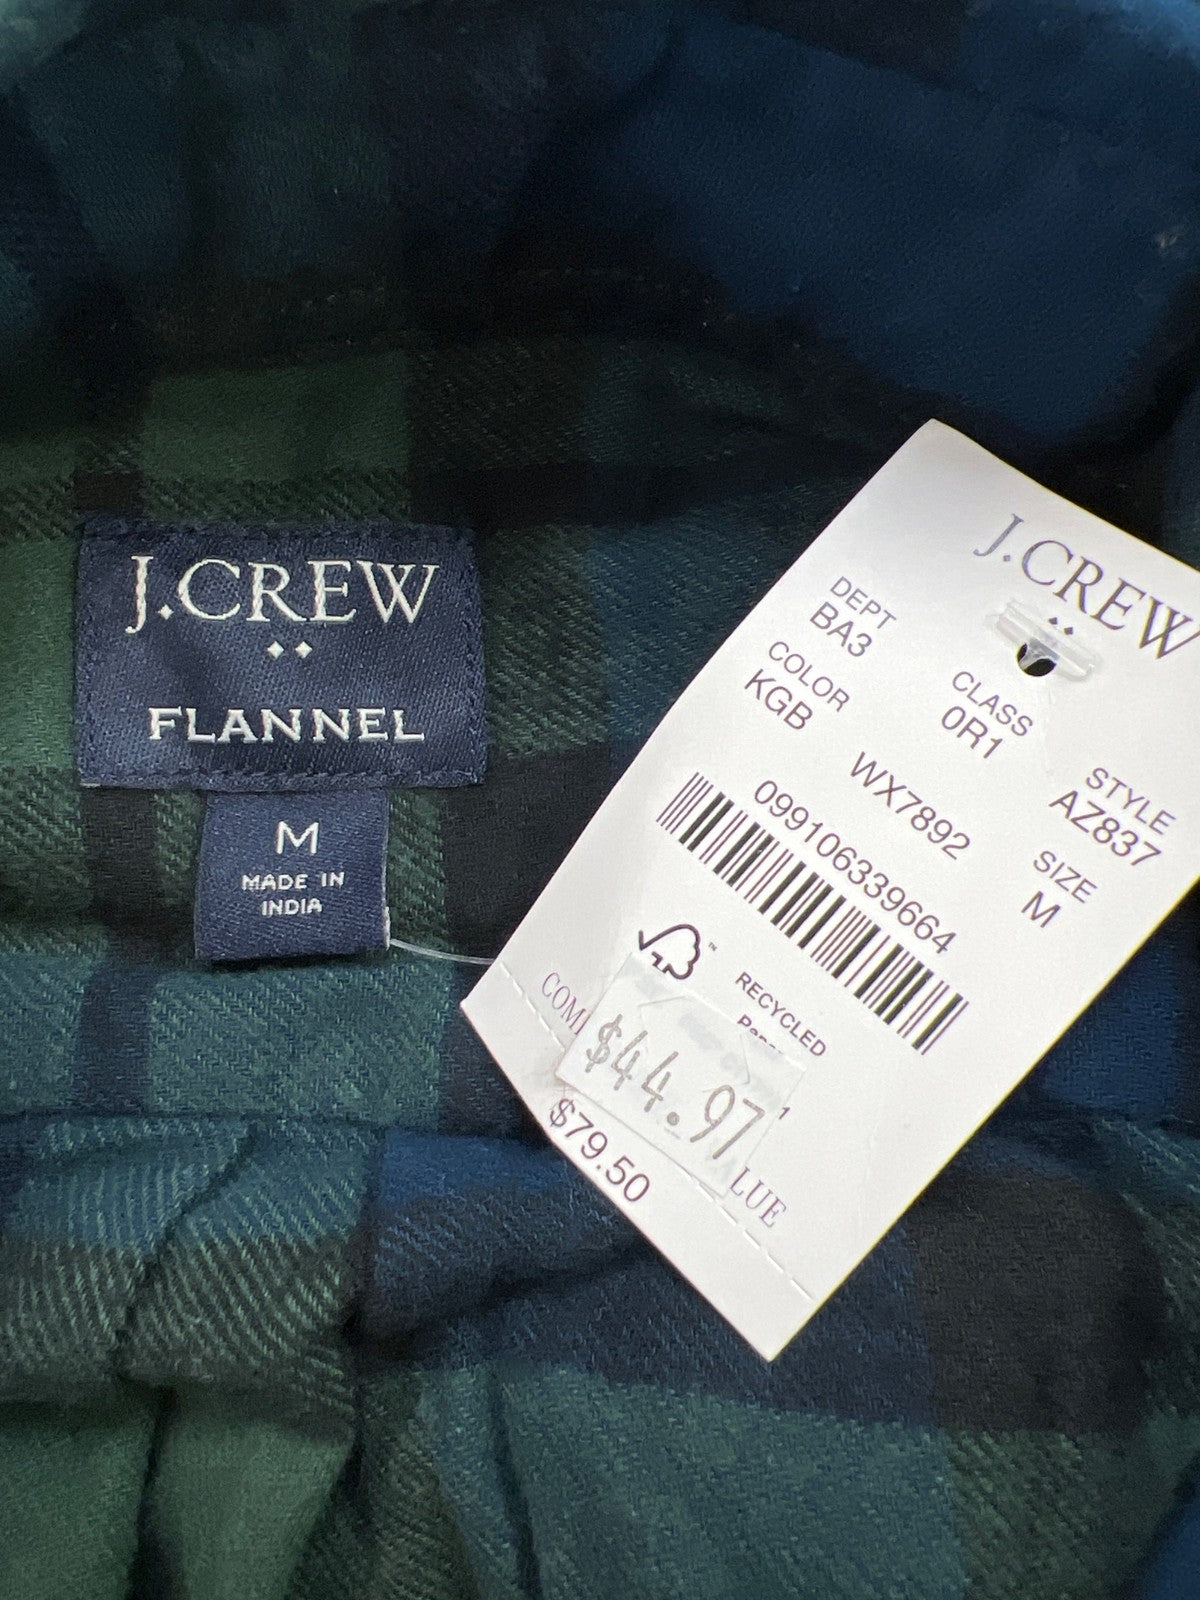 J.CREW
FLANNEL
M
MADE IN
INDIA
J.CREW
DEPT
BA3
CLASS
0R1
STYLE
AZ837
COLOR
KGB
WX7892
SIZE
M
099106339664
RECYCLED
$44.97
$79.50